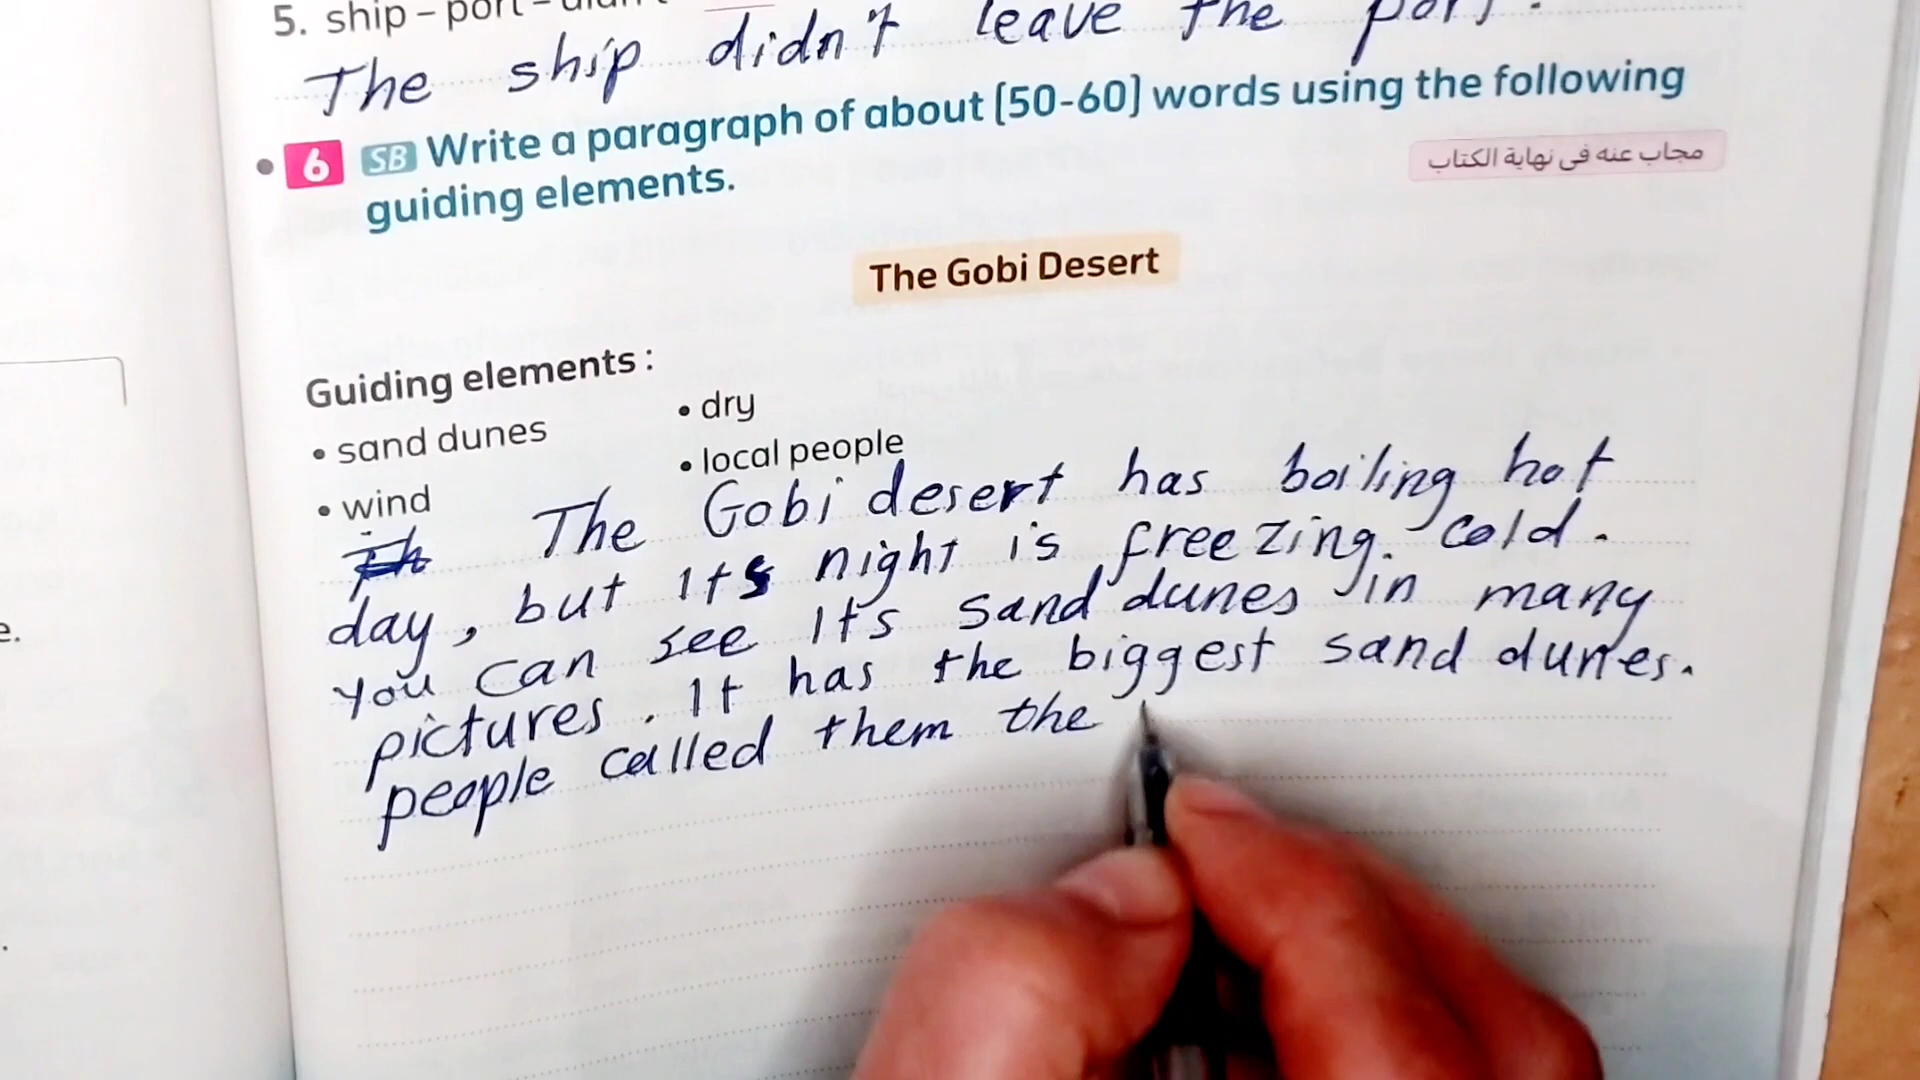 5. ship - port - didn't
The ship didn't leave the port.
• 6 SB Write a paragraph of about (50-60) words using the following
guiding elements.
مجاب عنه فى نهاية الكتاب
The Gobi Desert
Guiding elements :
• sand dunes
• dry
• wind
• local people
The Gobi desert has boiling hot
day, but its night is freezing. cold.
you can see its sand dunes in many
pictures. It has the biggest sand dunes.
people called them the
e.